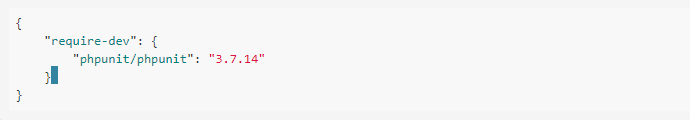 {
    "require-dev": {
        "phpunit/phpunit": "3.7.14"
    }
}